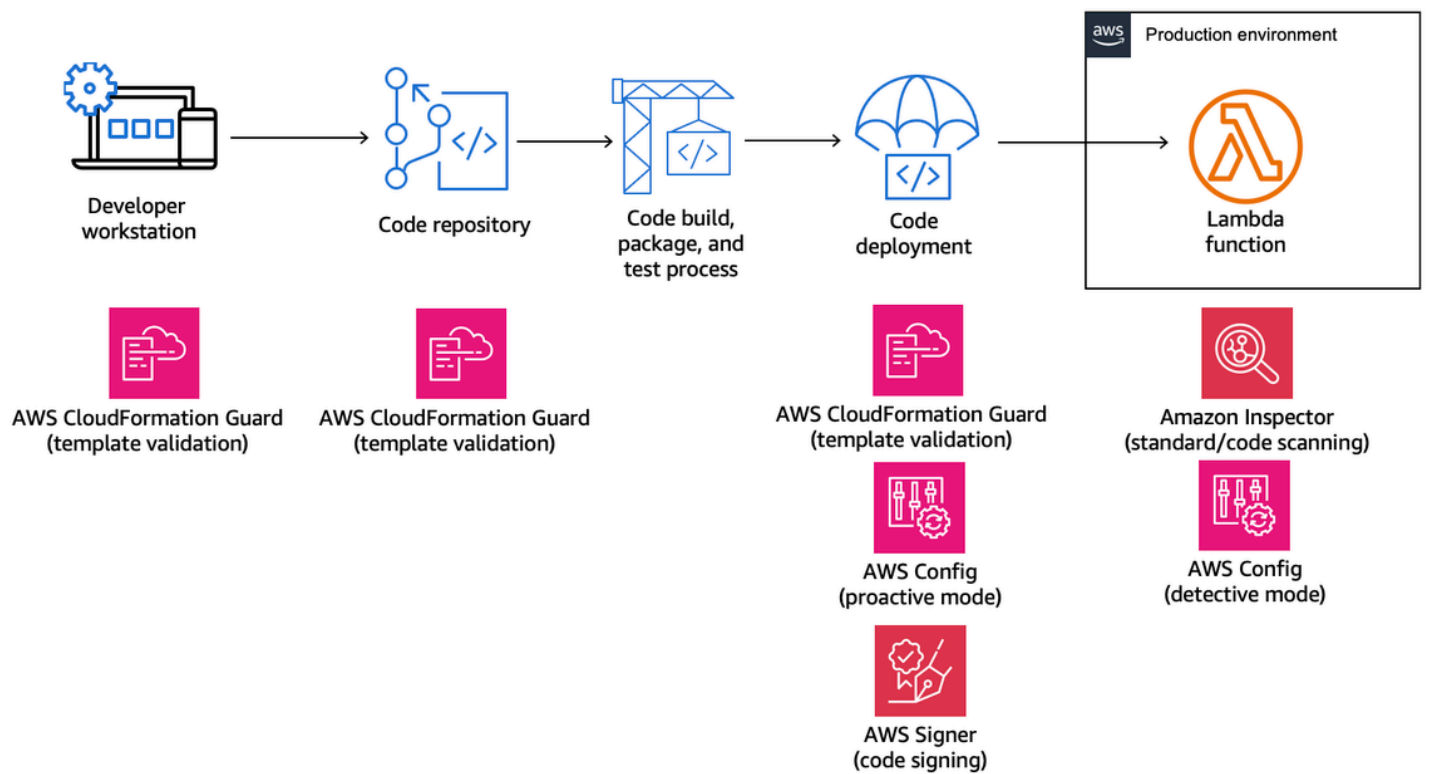 aws
Production environment
Developer
workstation
Code repository
</>
Code build,
package, and
test process
</>
Code
deployment
</>
Lambda
function
AWS CloudFormation Guard
(template validation)
AWS CloudFormation Guard
(template validation)
AWS CloudFormation Guard
(template validation)
Amazon Inspector
(standard/code scanning)
AWS Config
(proactive mode)
AWS Config
(detective mode)
AWS Signer
(code signing)